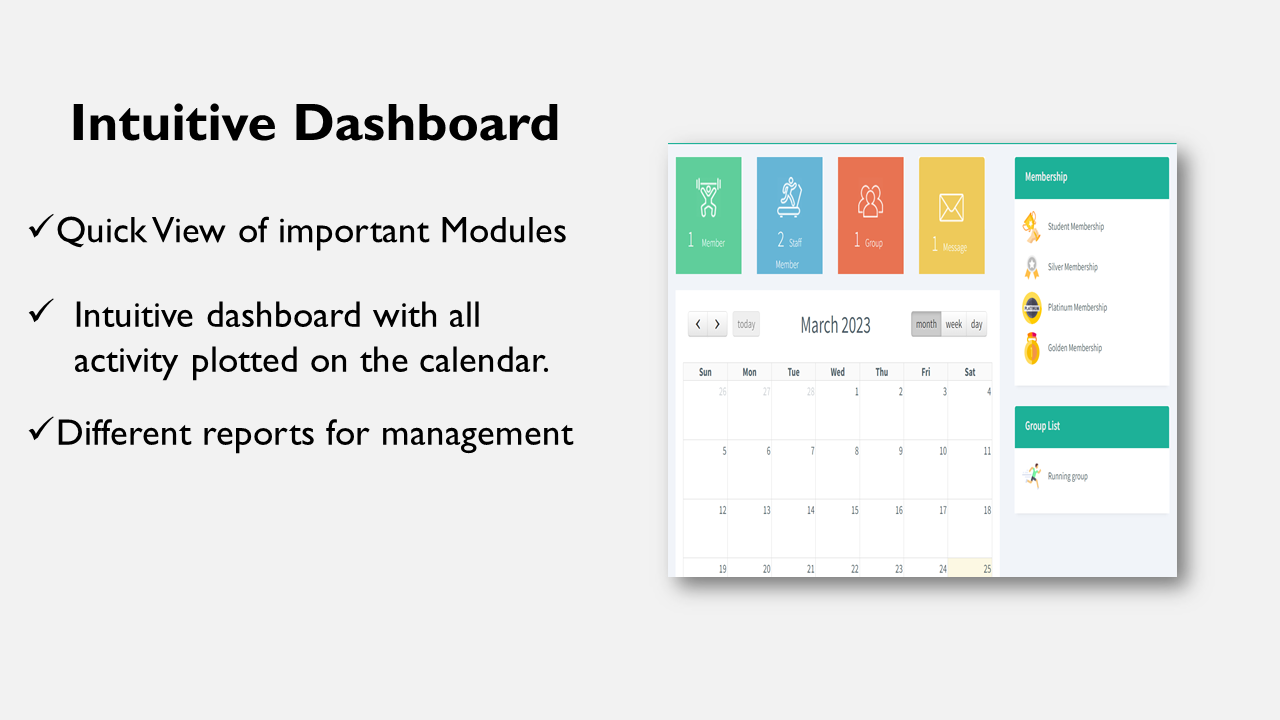 Intuitive Dashboard
✓Quick View of important Modules
✓ Intuitive dashboard with all
activity plotted on the calendar.
✓Different reports for management
1 Member
2 Staff
Member
1 Group
1 Message
Membership
Student Membership
Silver Membership
PLATINUM
Platinum Membership
Golden Membership
Group List
Running group
< > today
March 2023
month week day
Sun Mon Tue Wed Thu Fri Sat
26 27 28 1 2 3 4
5 6 7 8 9 10 11
12 13 14 15 16 17 18
19 20 21 22 23 24 25